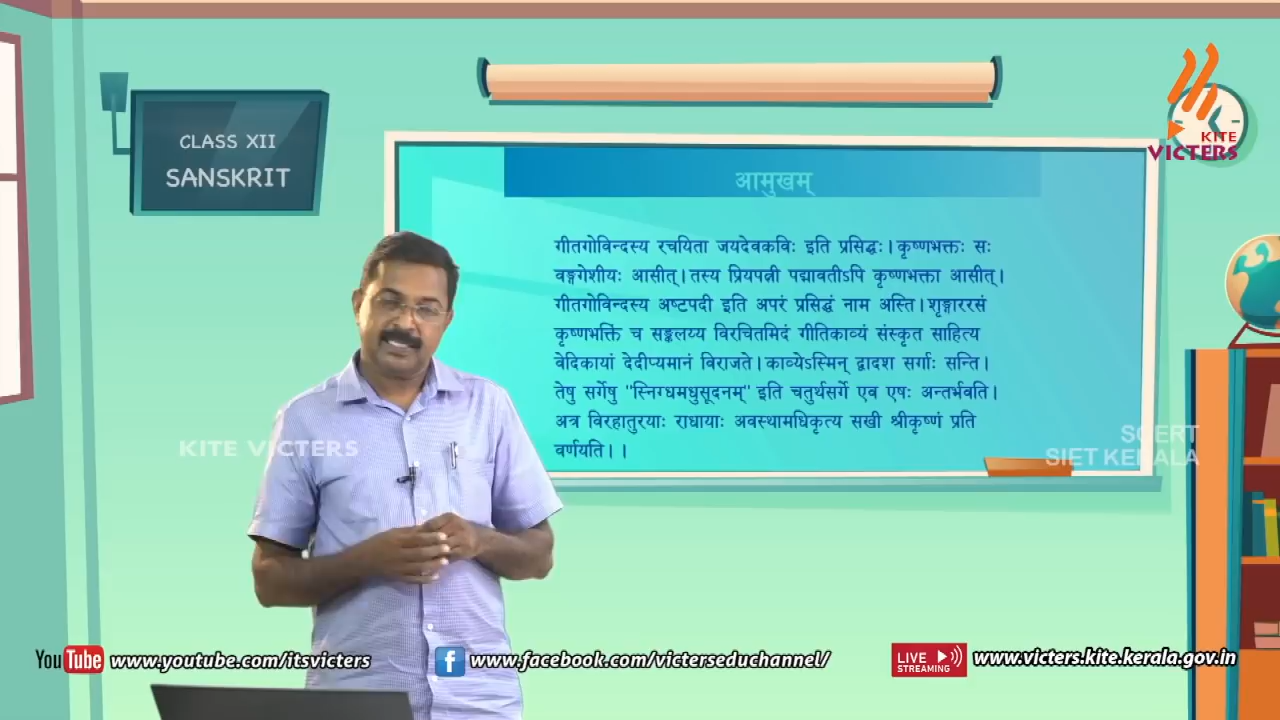 CLASS XII
SANSKRIT
KITE
VICTERS
आमुखम्
गीतगोविन्दस्य रचयिता जयदेवकविः इति प्रसिद्धः। कृष्णभक्तः सः
वङ्गगेशीयः आसीत्। तस्य प्रियपत्नी पद्मावतीऽपि कृष्णभक्ता आसीत्।
गीतगोविन्दस्य अष्टपदी इति अपरं प्रसिद्धं नाम अस्ति। शृङ्गाररसं
कृष्णभक्तिं च सङ्कलय्य विरचितमिदं गीतिकाव्यं संस्कृत साहित्य
वेदिकायां देदीप्यमानं विराजते। काव्येऽस्मिन् द्वादश सर्गाः सन्ति।
तेषु सर्गेषु "स्निग्धमधुसूदनम्" इति चतुर्थसर्गे एव एषः अन्तर्भवति।
अत्र विरहातुरयाः राधायाः अवस्थामधिकृत्य सखी श्रीकृष्णं प्रति
वर्णयति।।
KITE VICTERS
SCERT
SIET KERALA
YouTube www.youtube.com/itsvicters
f www.facebook.com/victerseduchannel/
LIVE STREAMING www.victers.kite.kerala.gov.in